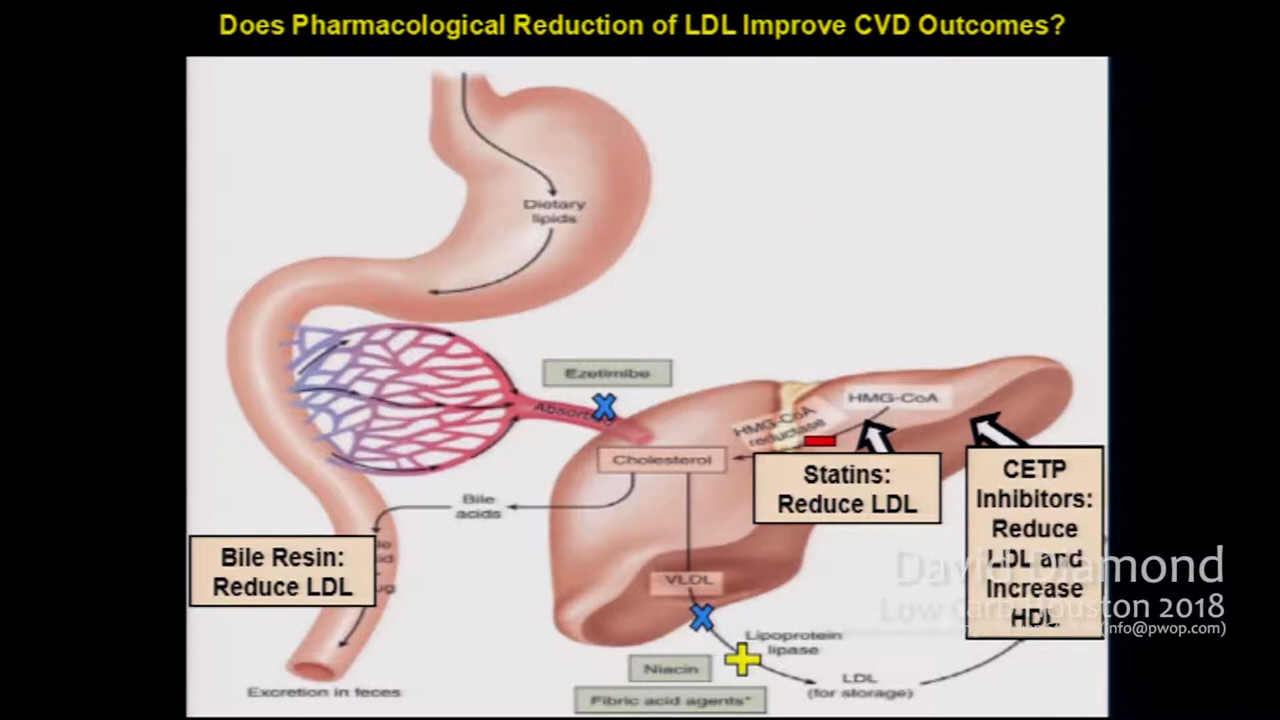 Does Pharmacological Reduction of LDL Improve CVD Outcomes?
Dietary
lipids
Ezetimibe
HMG-CoA
HMG-CoA
reductase
Cholesterol
Statins:
Reduce LDL
CETP
Inhibitors:
Reduce
LDL and
Increase
HDL
Bile
acids
Bile Resin:
Reduce LDL
VLDL
David Diamond
Low Carb Houston 2018
(info@pwop.com)
Lipoprotein
lipase
Niacin
LDL
(for storage)
Excretion in feces
Fibric acid agents*